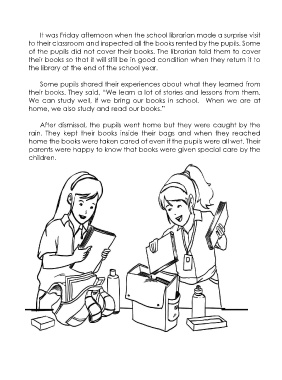 It was Friday afternoon when the school librarian made a surprise visit
to their classroom and inspected all the books rented by the pupils. Some
of the pupils did not cover their books. The librarian told them to cover
their books so that it will still be in good condition when they return it to
the library at the end of the school year.
Some pupils shared their experiences about what they learned from
their books. They said, "We learn a lot of stories and lessons from them.
We can study well, if we bring our books in school. When we are at
home, we also study and read our books."
After dismissal, the pupils went home but they were caught by the
rain. They kept their books inside their bags and when they reached
home the books were taken cared of even if the pupils were all wet. Their
parents were happy to know that books were given special care by the
children.